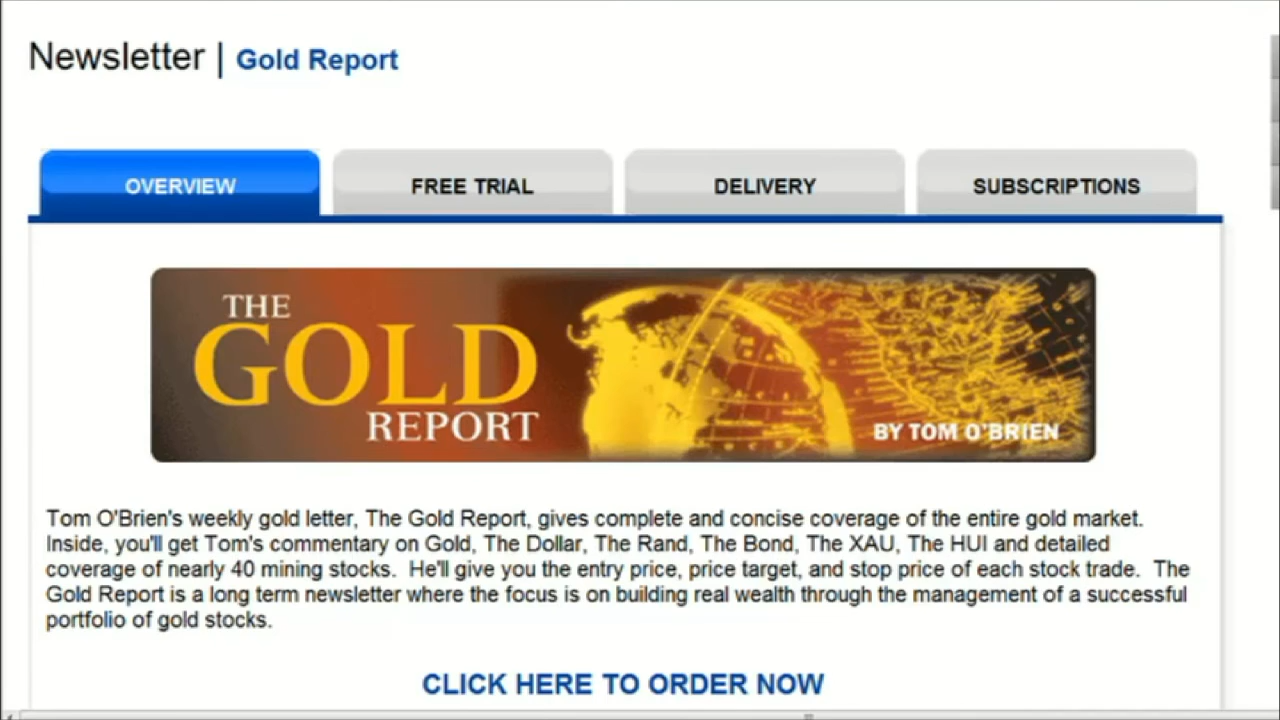 Newsletter | Gold Report
OVERVIEW
FREE TRIAL
DELIVERY
SUBSCRIPTIONS
THE
GOLD
REPORT
BY TOM O'BRIEN
Tom O'Brien's weekly gold letter, The Gold Report, gives complete and concise coverage of the entire gold market.
Inside, you'll get Tom's commentary on Gold, The Dollar, The Rand, The Bond, The XAU, The HUI and detailed
coverage of nearly 40 mining stocks. He'll give you the entry price, price target, and stop price of each stock trade. The
Gold Report is a long term newsletter where the focus is on building real wealth through the management of a successful
portfolio of gold stocks.
CLICK HERE TO ORDER NOW